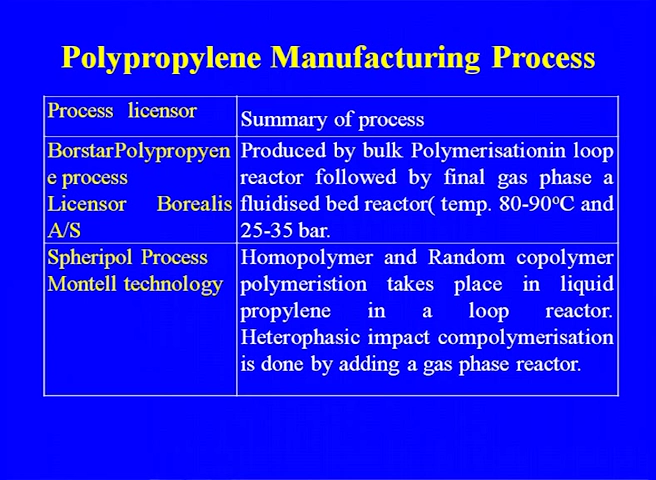 Polypropylene Manufacturing Process
Process licensor
Summary of process
BorstarPolypropyen
e process
Licensor Borealis
A/S
Produced by bulk Polymerisationin loop
reactor followed by final gas phase a
fluidised bed reactor( temp. 80-90ºC and
25-35 bar.
Spheripol Process
Montell technology
Homopolymer and Random copolymer
polymeristion takes place in liquid
propylene in a loop reactor.
Heterophasic impact compolymerisation
is done by adding a gas phase reactor.